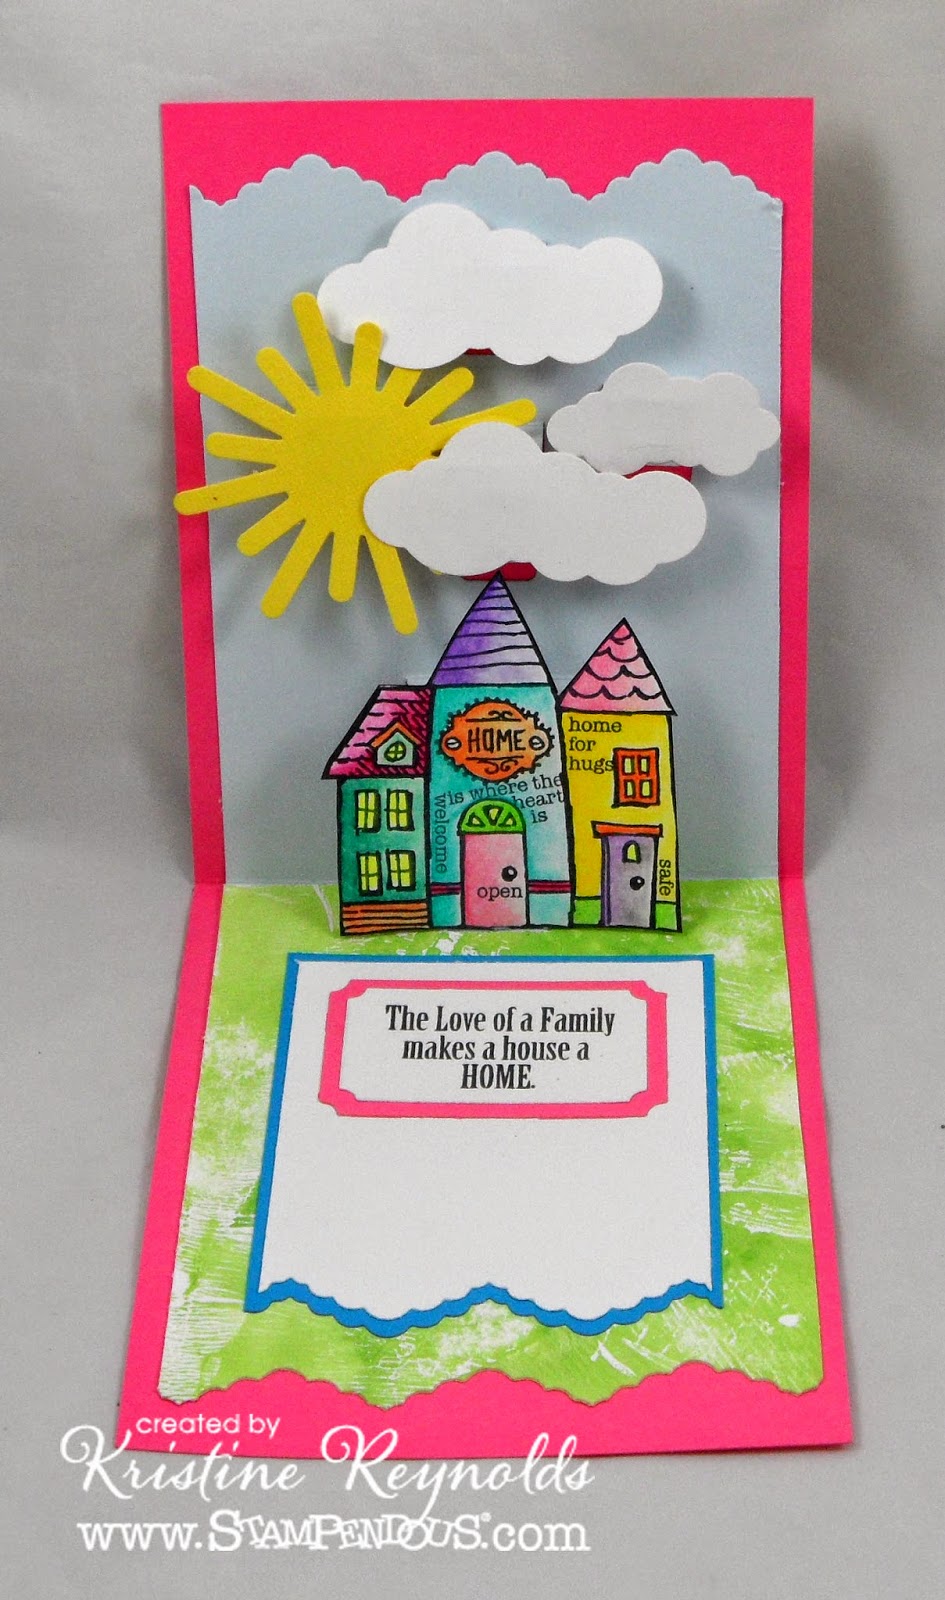 HOME
is where the
heart
is
welcome
open
home
for
hugs
safe
The Love of a Family
makes a house a
HOME.
created by
Kristine Reynolds
www.STAMPENDOUS.com